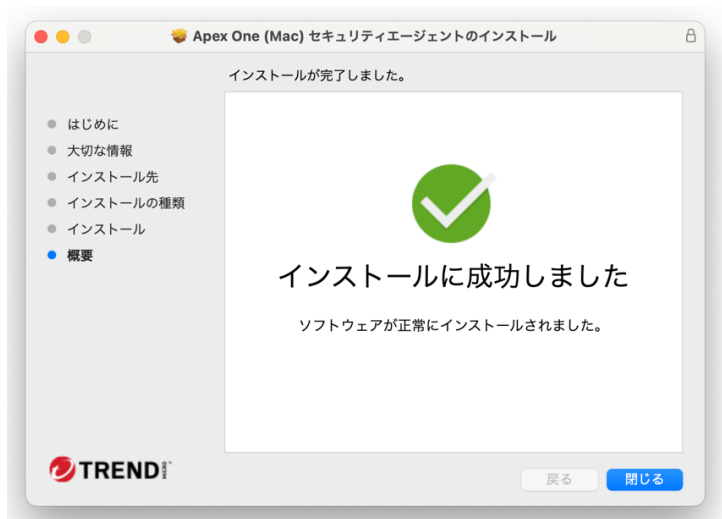 Apex One (Mac) セキュリティエージェントのインストール
インストールが完了しました。
はじめに
大切な情報
インストール先
インストールの種類
インストール
概要
インストールに成功しました
ソフトウェアが正常にインストールされました。
TREND MICRO™
戻る
閉じる